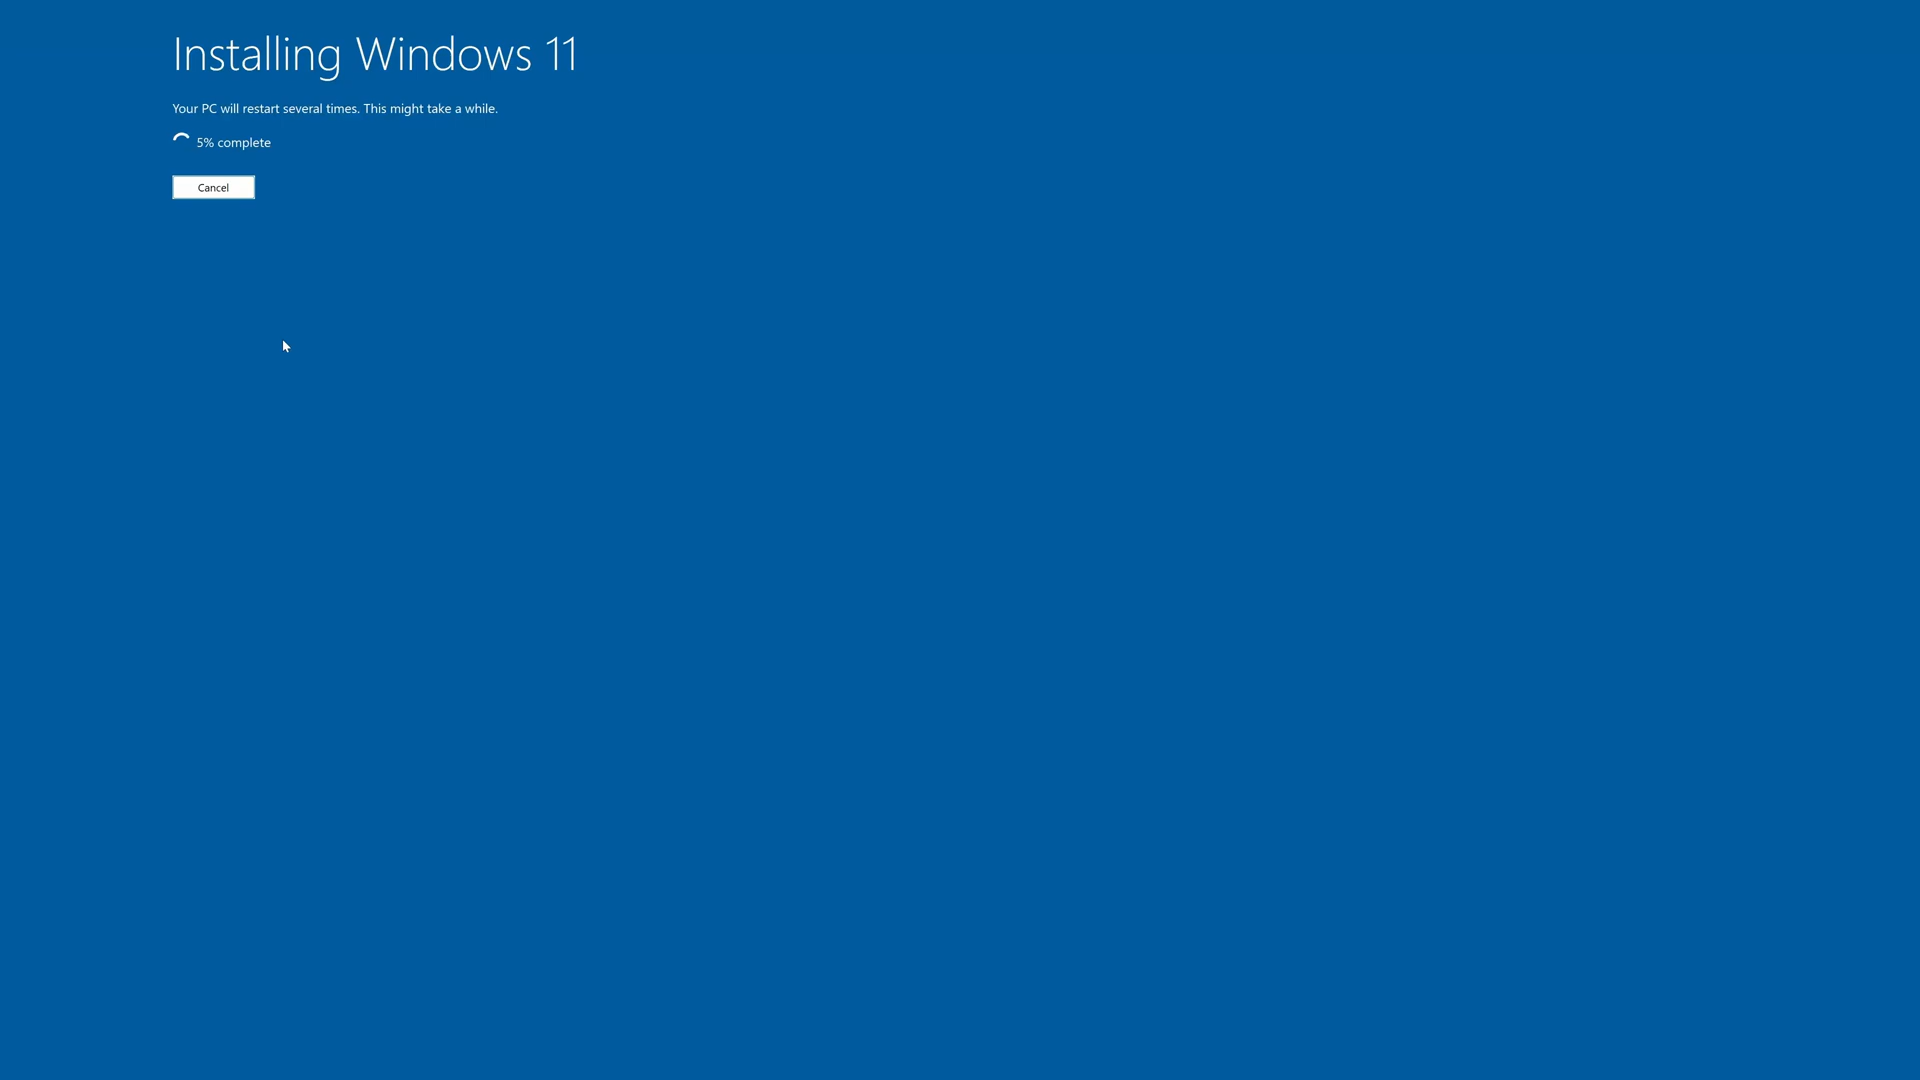 Installing Windows 11
Your PC will restart several times. This might take a while.
5% complete
Cancel